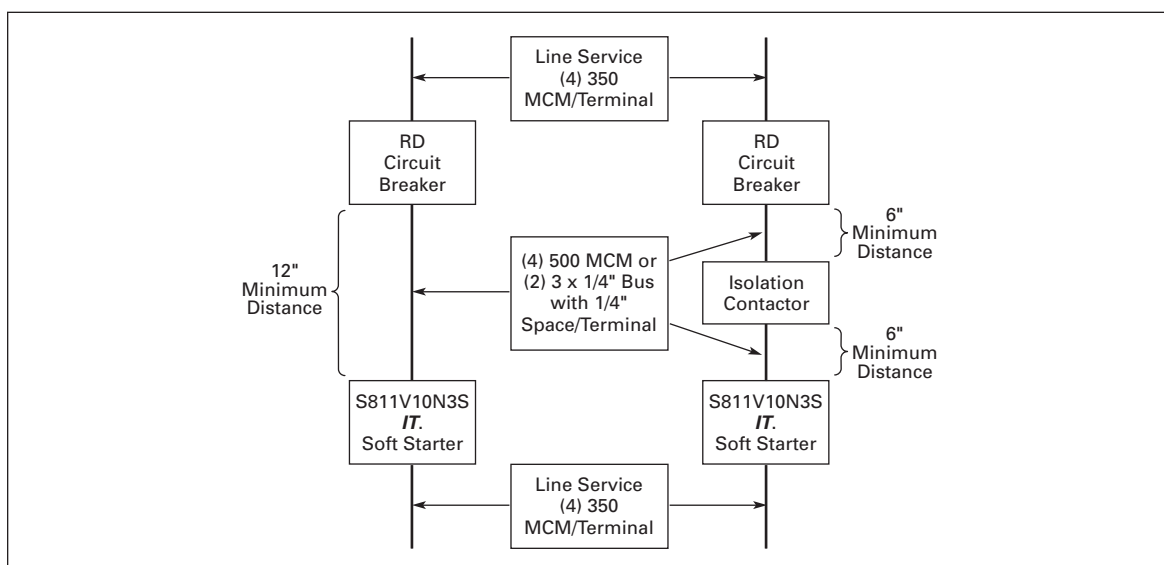 Line Service
(4) 350
MCM/Terminal
RD
Circuit
Breaker
RD
Circuit
Breaker
12"
Minimum
Distance
(4) 500 MCM or
(2) 3 x 1/4" Bus
with 1/4"
Space/Terminal
6"
Minimum
Distance
Isolation
Contactor
6"
Minimum
Distance
S811V10N3S
IT.
Soft Starter
S811V10N3S
IT.
Soft Starter
Line Service
(4) 350
MCM/Terminal